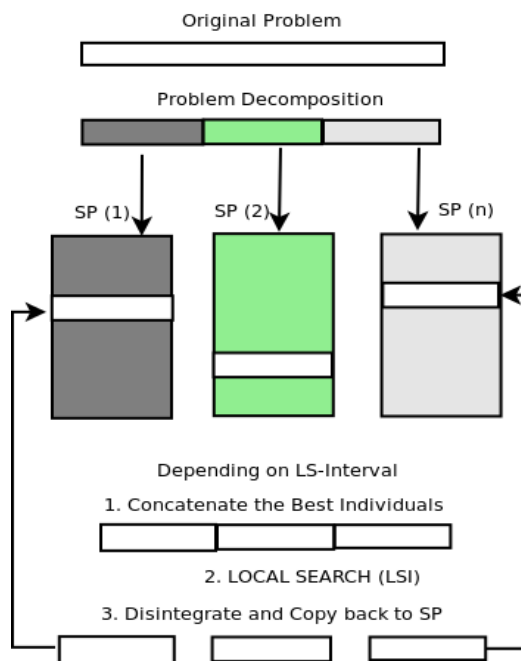 Original Problem
Problem Decomposition
SP (1)
SP (2)
SP (n)
Depending on LS-Interval
1. Concatenate the Best Individuals
2. LOCAL SEARCH (LSI)
3. Disintegrate and Copy back to SP